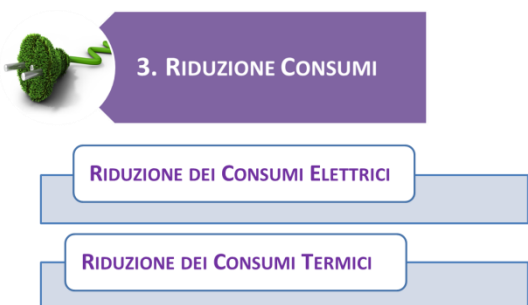 3. RIDUZIONE CONSUMI
RIDUZIONE DEI CONSUMI ELETTRICI
RIDUZIONE DEI CONSUMI TERMICI